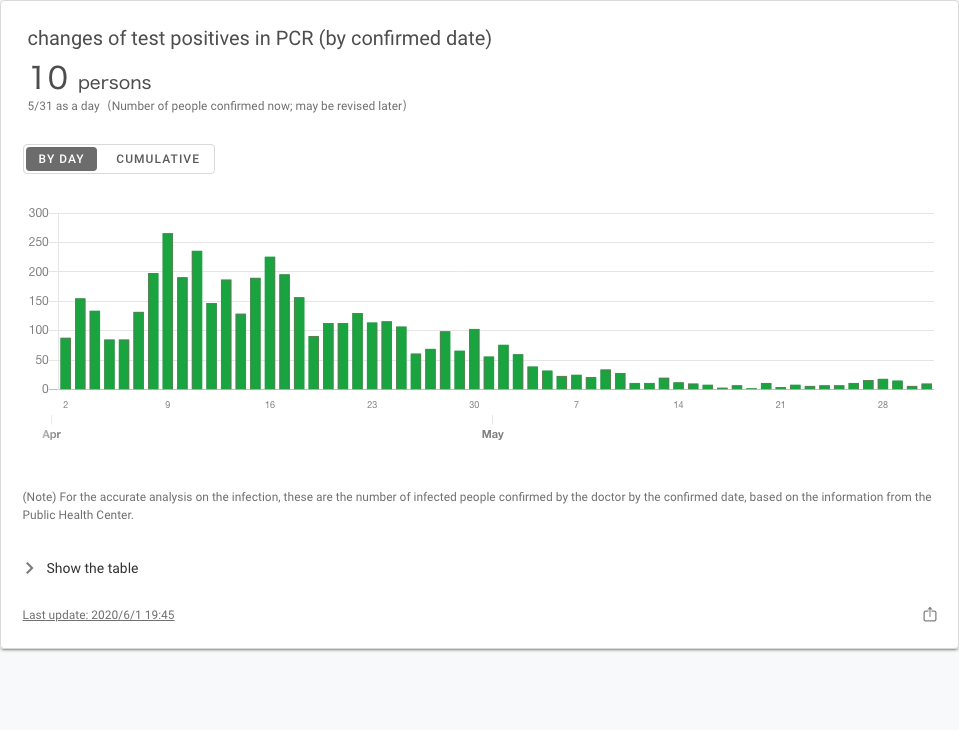 changes of test positives in PCR (by confirmed date)
10 persons
5/31 as a day（Number of people confirmed now; may be revised later）
BY DAY CUMULATIVE
300
250
200
150
100
50
0
2 9 16 23 30 7 14 21 28
Apr May
(Note) For the accurate analysis on the infection, these are the number of infected people confirmed by the doctor by the confirmed date, based on the information from the
Public Health Center.
Show the table
Last update: 2020/6/1 19:45